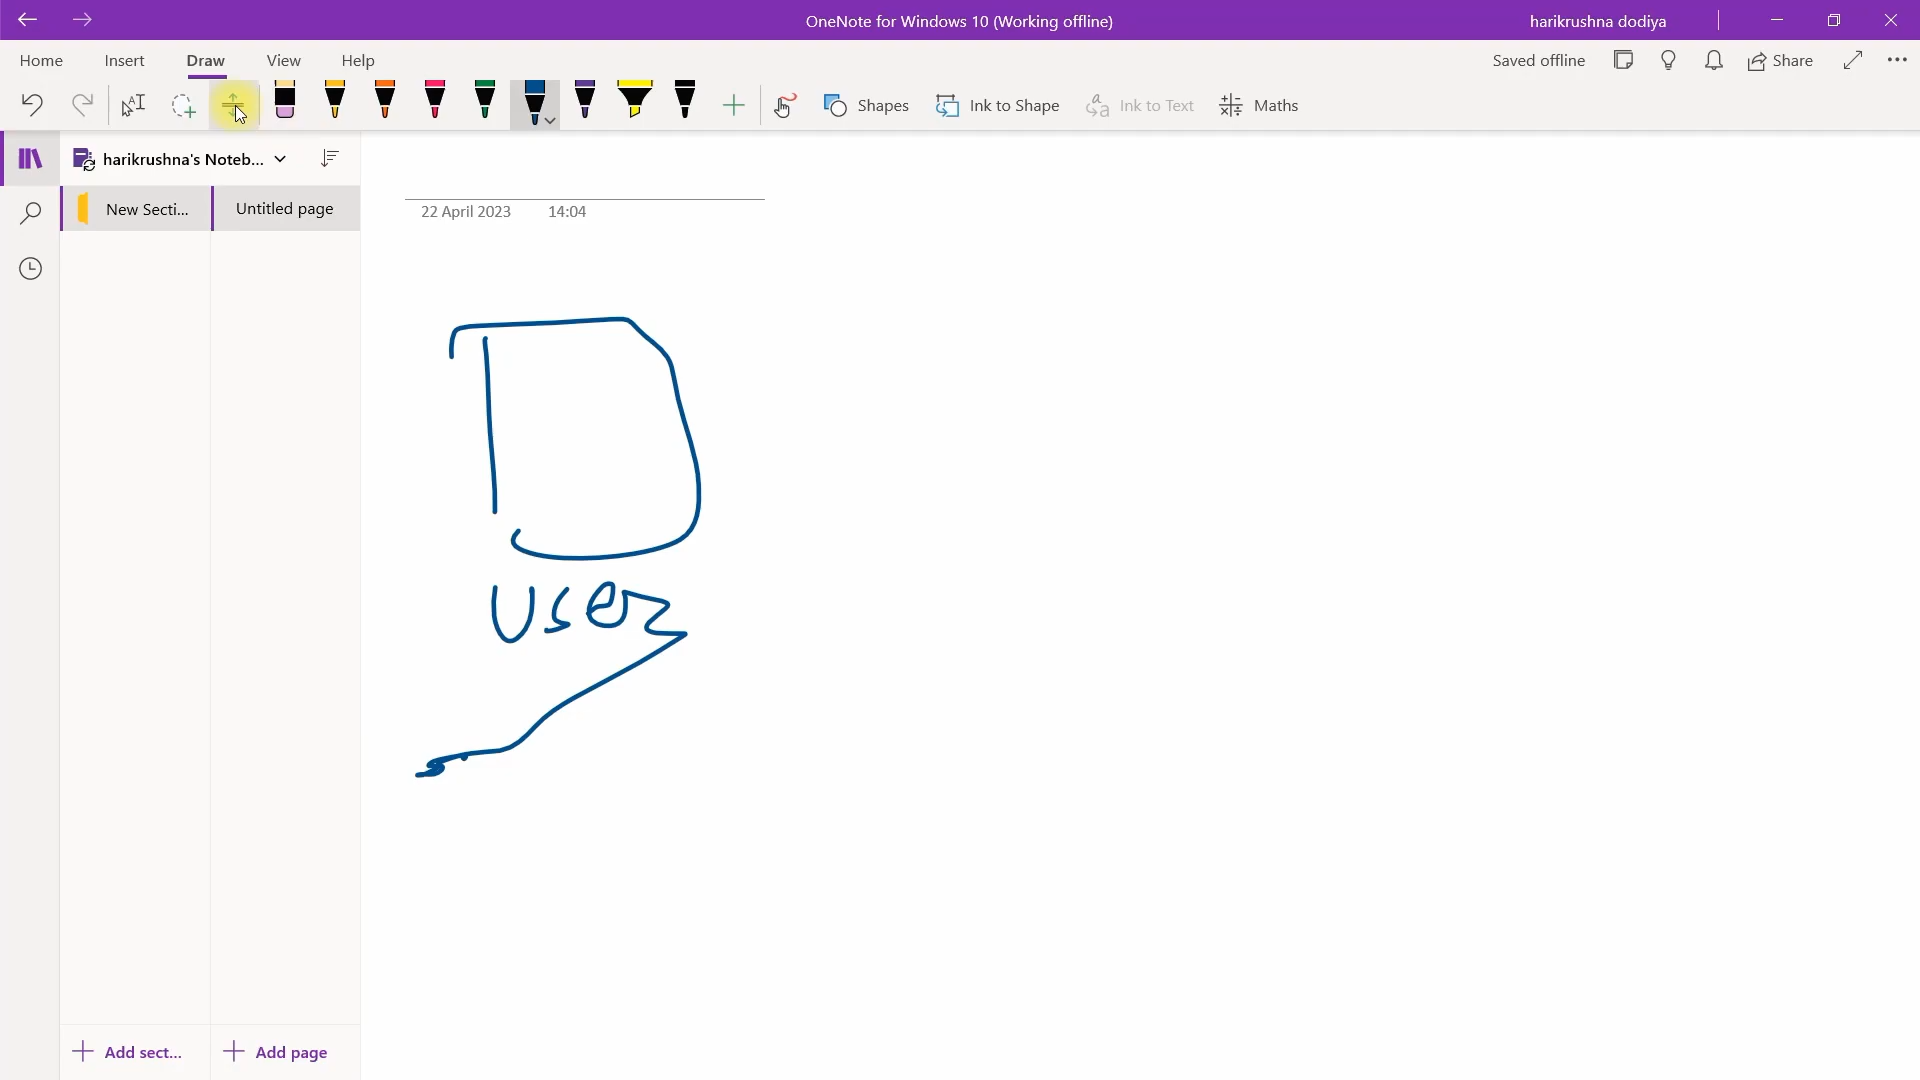 OneNote for Windows 10 (Working offline)
harikrushna dodiya
Home
Insert
Draw
View
Help
Saved offline
Share
Shapes
Ink to Shape
Ink to Text
Maths
harikrushna's Noteb...
New Secti...
Untitled page
22 April 2023 14:04
User
Add sect...
Add page